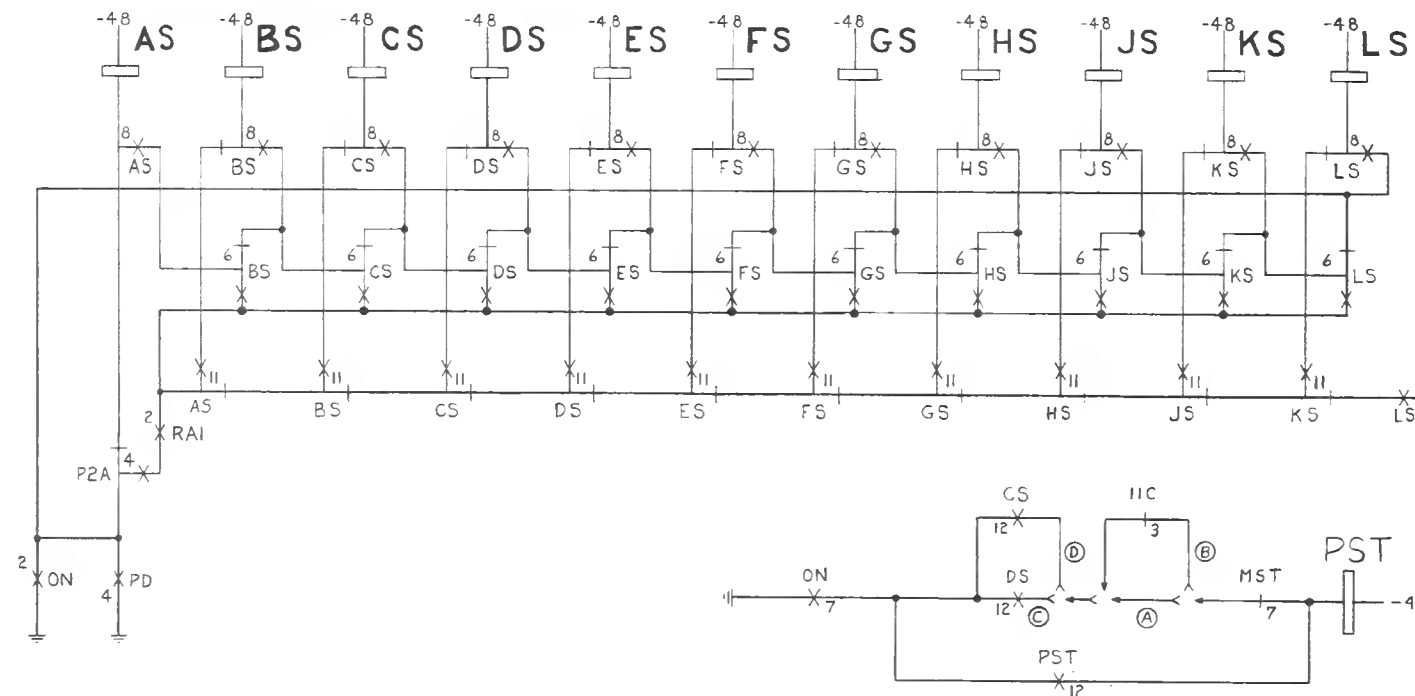 -48 -48 -48 -48 -48 -48 -48 -48 -48 -48 -48
AS BS CS DS ES FS GS HS JS KS LS
8 8 8 8 8 8 8 8 8 8 8
AS BS CS DS ES FS GS HS JS KS LS
6 6 6 6 6 6 6 6 6 6
BS CS DS ES FS GS HS JS KS LS
11 11 11 11 11 11 11 11 11 11
AS BS CS DS ES FS GS HS JS KS LS
2 RA1
P2A 4
CS 11C
12 3
D B PST
2 ON PD ON DS MST
4 7 12 C A 7 -4
PST
12